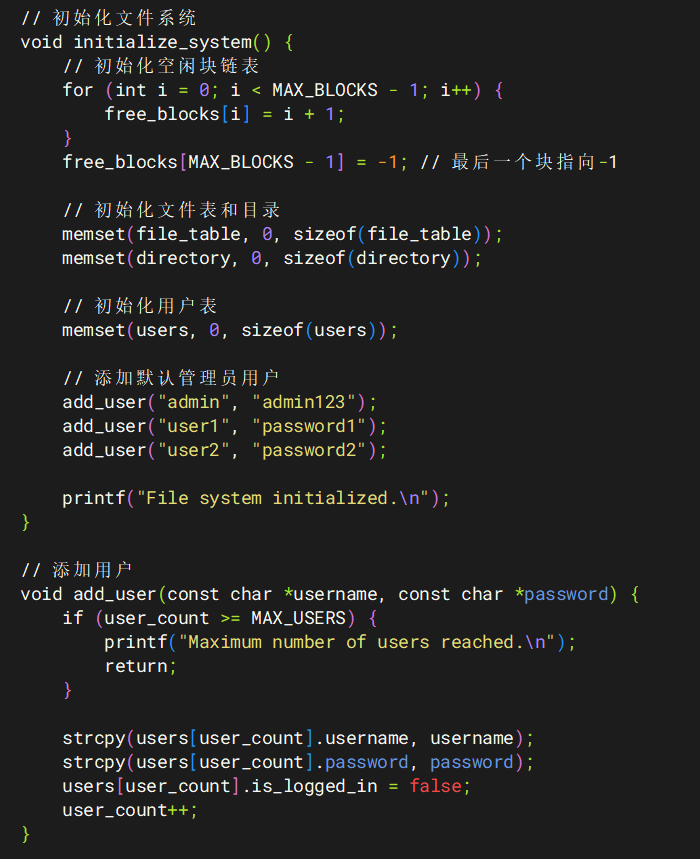 // 初始化文件系统
void initialize_system() {
    // 初始化空闲块链表
    for (int i = 0; i < MAX_BLOCKS - 1; i++) {
        free_blocks[i] = i + 1;
    }
    free_blocks[MAX_BLOCKS - 1] = -1; // 最后一个块指向-1

    // 初始化文件表和目录
    memset(file_table, 0, sizeof(file_table));
    memset(directory, 0, sizeof(directory));

    // 初始化用户表
    memset(users, 0, sizeof(users));

    // 添加默认管理员用户
    add_user("admin", "admin123");
    add_user("user1", "password1");
    add_user("user2", "password2");

    printf("File system initialized.\n");
}

// 添加用户
void add_user(const char *username, const char *password) {
    if (user_count >= MAX_USERS) {
        printf("Maximum number of users reached.\n");
        return;
    }

    strcpy(users[user_count].username, username);
    strcpy(users[user_count].password, password);
    users[user_count].is_logged_in = false;
    user_count++;
}